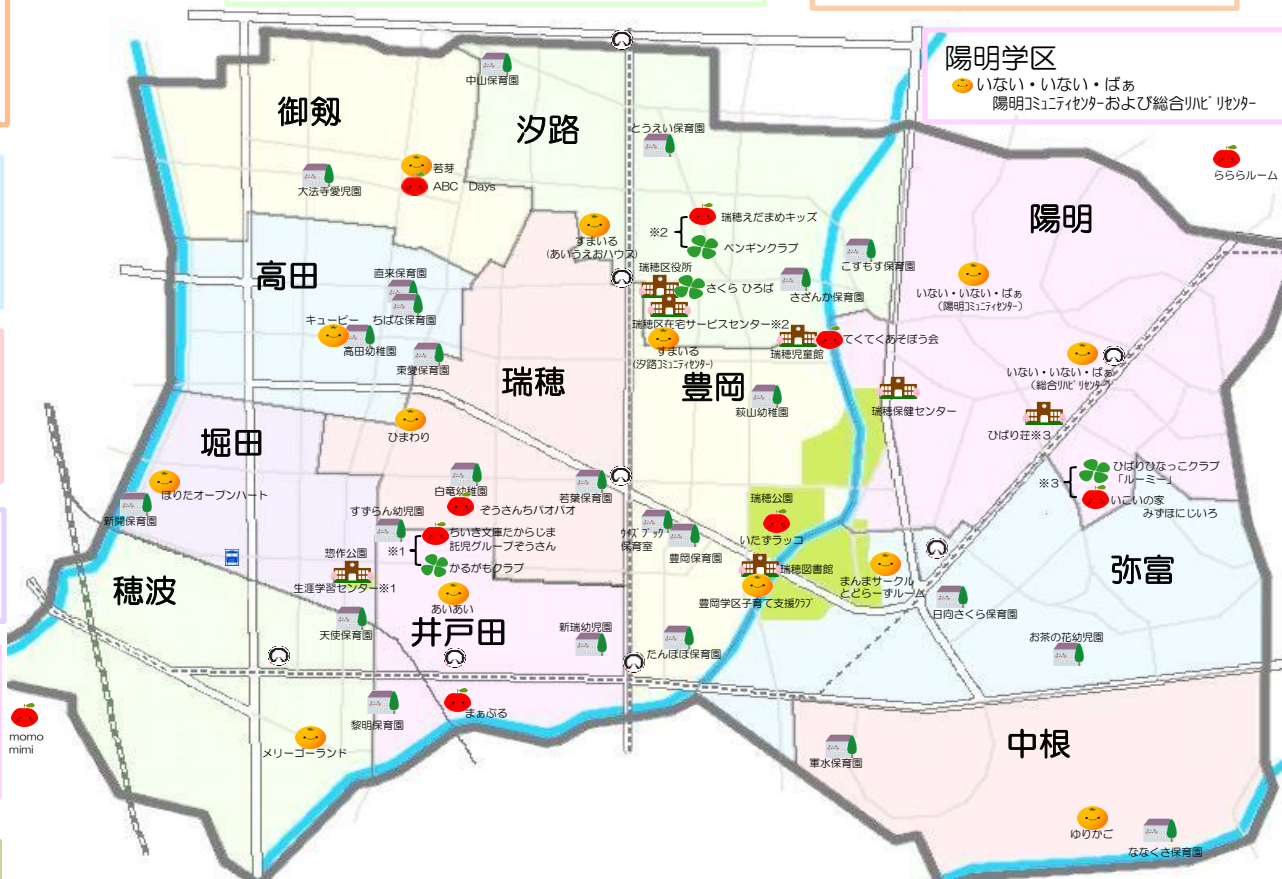 陽明学区
いない・いない・ばぁ
陽明ｺﾐｭﾆﾃｨｾﾝﾀｰおよび総合ﾘﾊﾋﾞﾘｾﾝﾀｰ
らららルーム
御剱
汐路
中山保育園
とうえい保育園
大法寺愛児園
若芽
ABC Days
陽明
すまいる
(あいうえおハウス)
※2
瑞穂えだまめキッズ
ペンギンクラブ
こすもす保育園
いない・いない・ばぁ
(陽明ｺﾐｭﾆﾃｨｾﾝﾀｰ)
高田
直来保育園
ちばな保育園
キューピー
高田幼稚園
東愛保育園
瑞穂区役所
さくら ひろば
瑞穂区在宅サービスセンター※2
さざんか保育園
すまいる
(汐路ｺﾐｭﾆﾃｨｾﾝﾀｰ)
瑞穂児童館
てくてくあそぼう会
瑞穂
豊岡
萩山幼稚園
瑞穂保健センター
いない・いない・ばぁ
(総合ﾘﾊﾋﾞﾘｾﾝﾀｰ)
ひばり荘※3
ひまわり
堀田
ほりたオープンハート
新開保育園
白竜幼稚園
ぞうさんちパオパオ
若葉保育園
すずらん幼児園
※1
ちいき文庫たからじま
託児グループぞうさん
かるがもクラブ
ｳｨｽﾞﾌﾞｯｸ
保育室
豊岡保育園
瑞穂公園
いたずラッコ
瑞穂図書館
豊岡学区子育て支援ｸﾗﾌﾞ
まんまサークル
ととらーずルーム
※3
ひばりひなっこクラブ
「ルーミー」
いこいの家
みずほにじいろ
弥富
惣作公園
生涯学習センター※1
穂波
天使保育園
あいあい
井戸田
新瑞幼児園
たんぽぽ保育園
日向さくら保育園
お茶の花幼児園
momo
mimi
黎明保育園
まぁぶる
メリーゴーランド
中根
軍水保育園
ゆりかご
ななくさ保育園